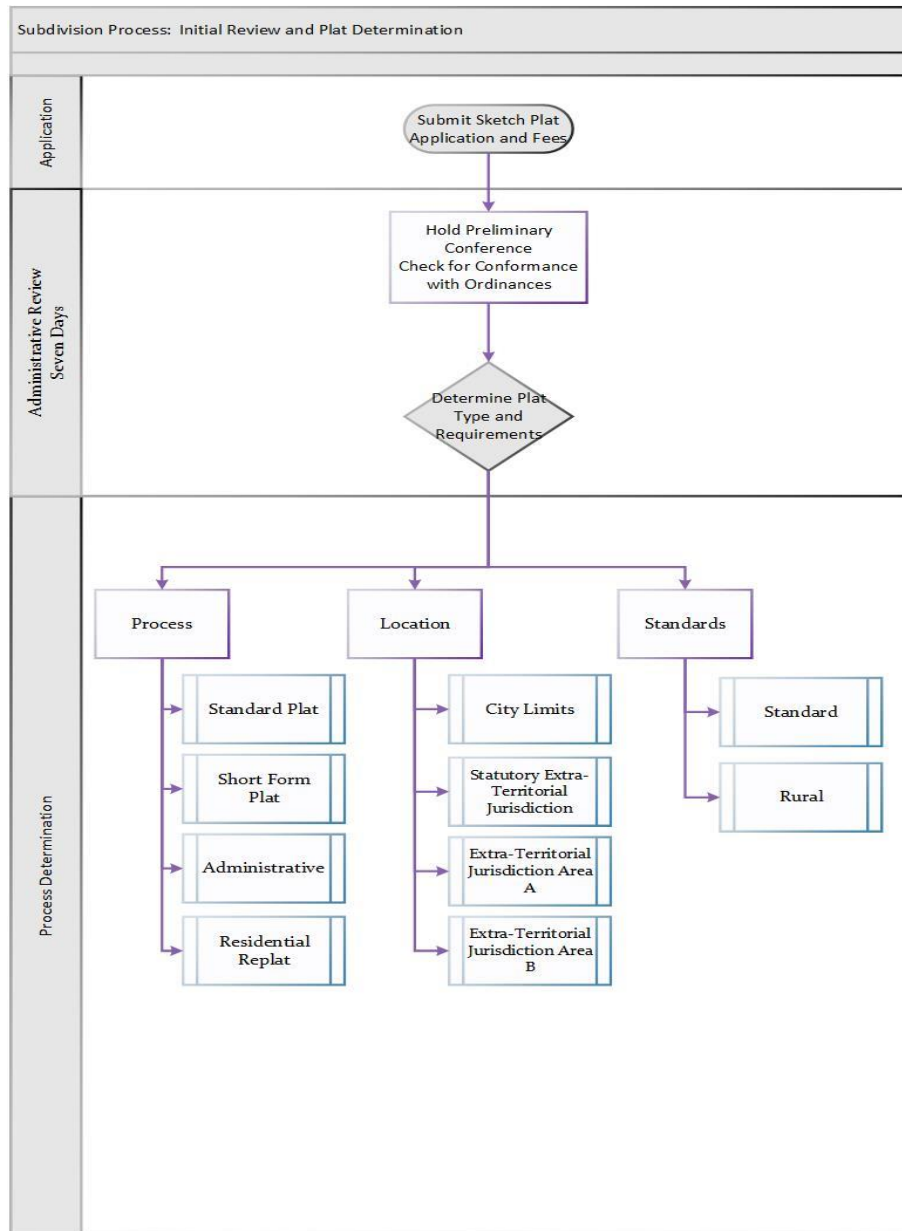 Subdivision Process: Initial Review and Plat Determination
Application
Submit Sketch Plat
Application and Fees
Administrative Review
Seven Days
Hold Preliminary
Conference
Check for Conformance
with Ordinances
Determine Plat
Type and
Requirements
Process Determination
Process
Standard Plat
Short Form
Plat
Administrative
Residential
Replat
Location
City Limits
Statutory Extra-
Territorial
Jurisdiction
Extra-Territorial
Jurisdiction Area
A
Extra-Territorial
Jurisdiction Area
B
Standards
Standard
Rural